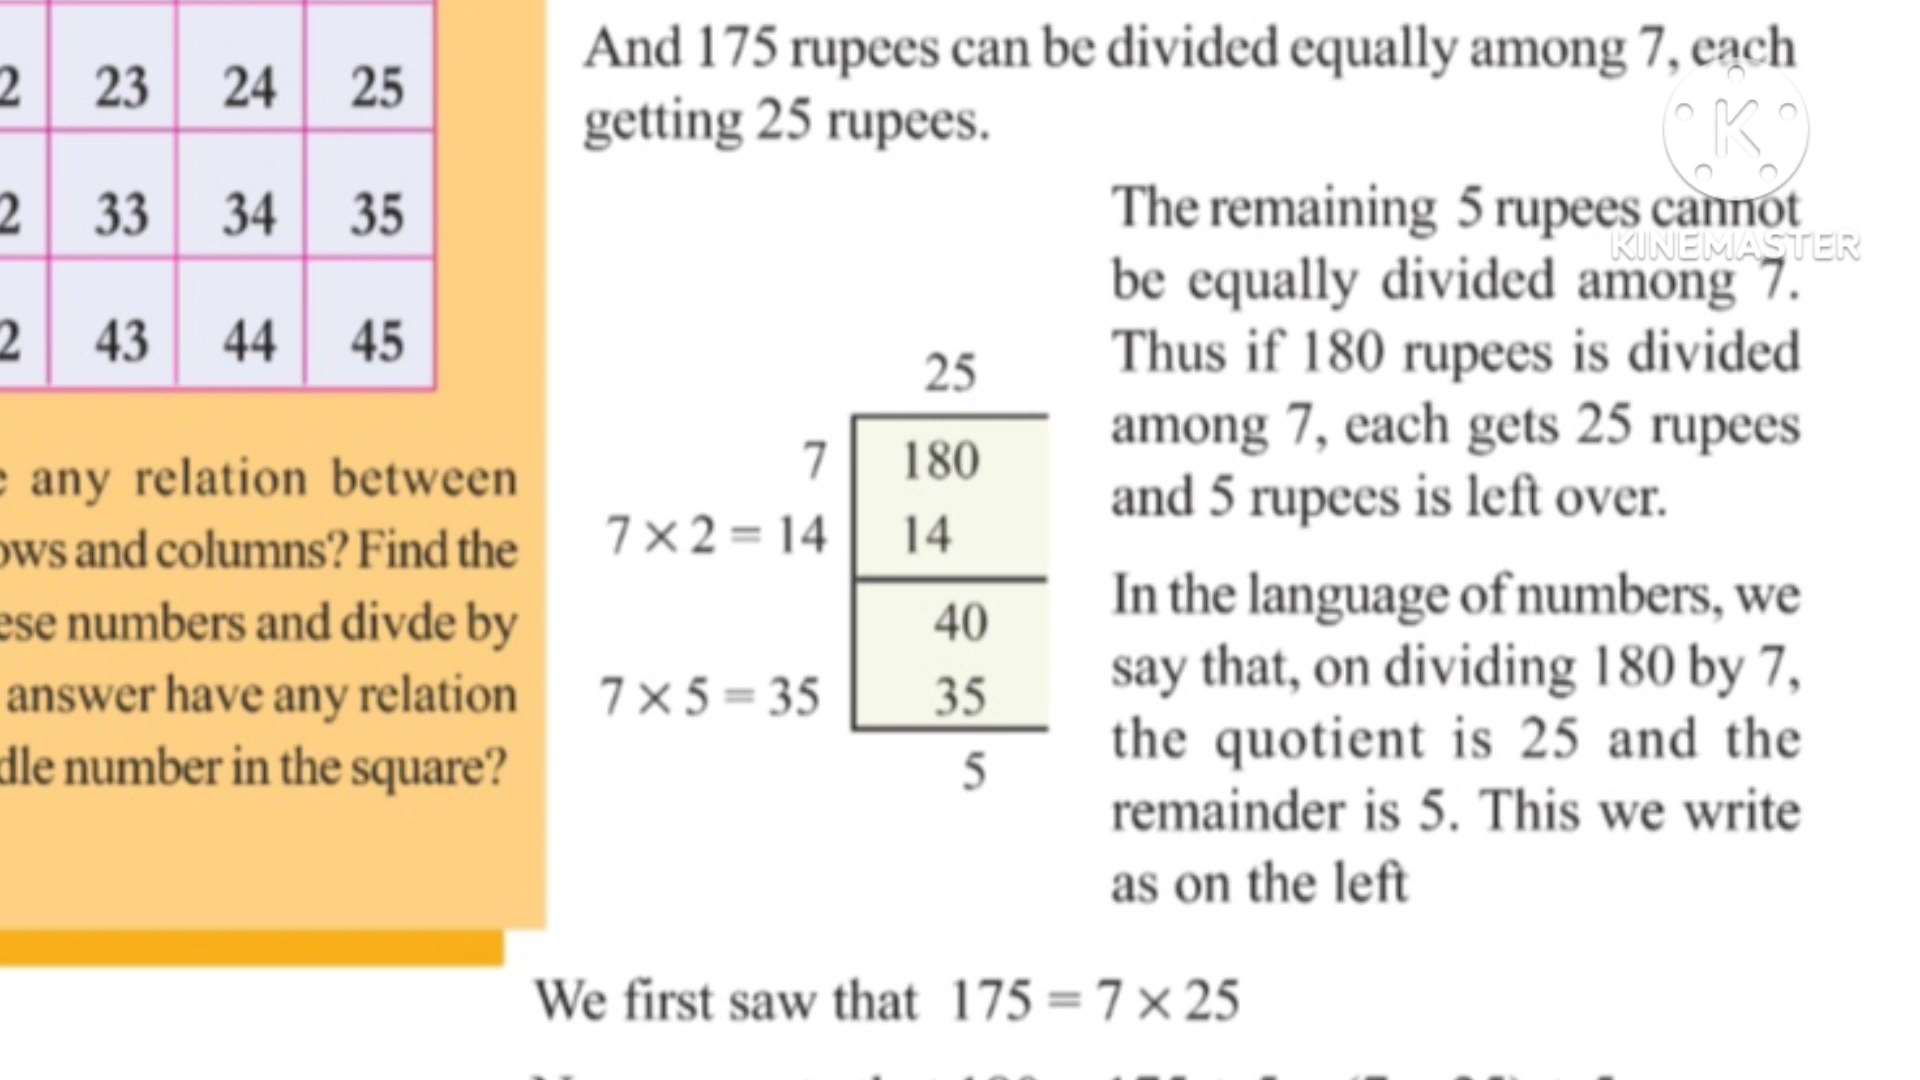 2 23 24 25
2 33 34 35
2 43 44 45
any relation between
ows and columns? Find the
ese numbers and divde by
answer have any relation
dle number in the square?
And 175 rupees can be divided equally among 7, each
getting 25 rupees.
25
7 180
7 × 2 = 14 14
40
7 × 5 = 35 35
5
The remaining 5 rupees cannot
be equally divided among 7.
Thus if 180 rupees is divided
among 7, each gets 25 rupees
and 5 rupees is left over.
In the language of numbers, we
say that, on dividing 180 by 7,
the quotient is 25 and the
remainder is 5. This we write
as on the left
We first saw that 175 = 7 × 25
K
KINEMASTER